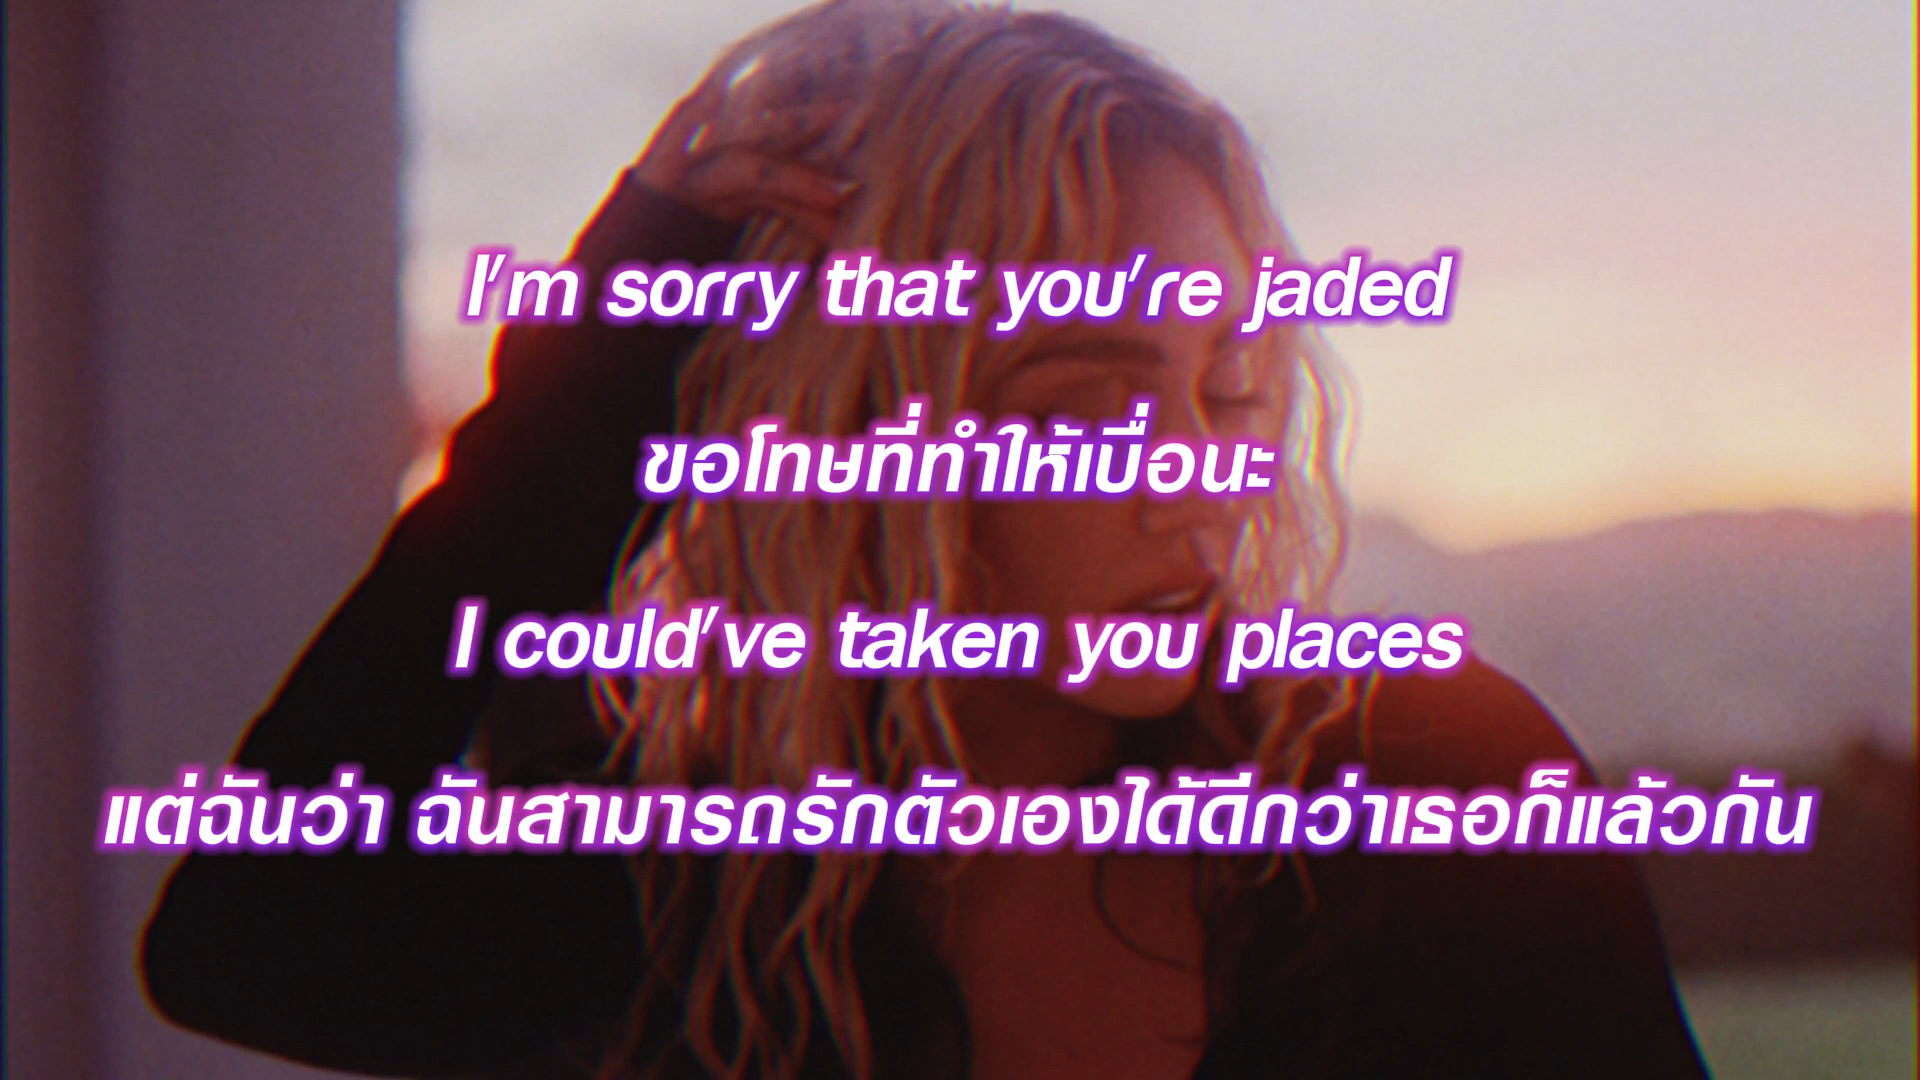 I'm sorry that you're jaded
ขอโทษที่ทำให้เบื่อนะ
I could've taken you places
แต่ฉันว่า ฉันสามารถรักตัวเองได้ดีกว่าเธอก็แล้วกัน